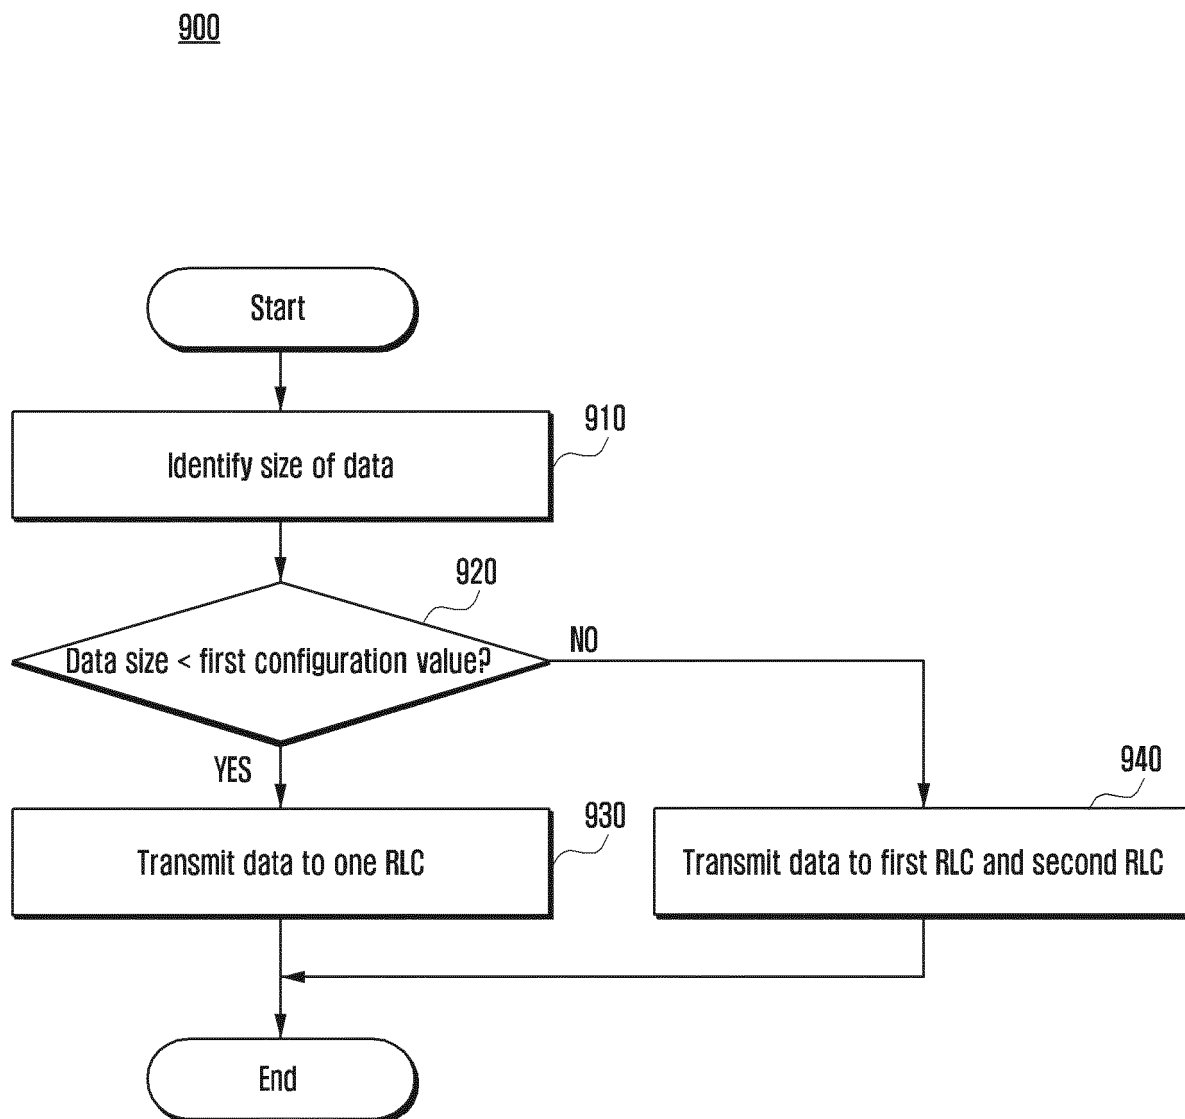 900
Start
910
Identify size of data
920
Data size < first configuration value?
NO
YES
930
Transmit data to one RLC
940
Transmit data to first RLC and second RLC
End